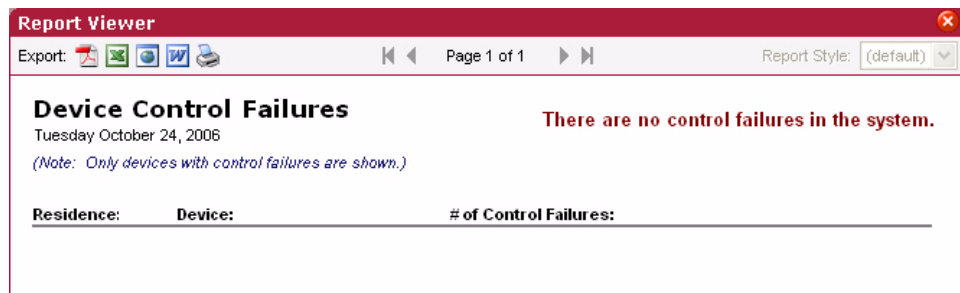 Report Viewer
Export: Page 1 of 1 Report Style: (default)
Device Control Failures
There are no control failures in the system.
Tuesday October 24, 2006
(Note: Only devices with control failures are shown.)
Residence: Device: # of Control Failures: